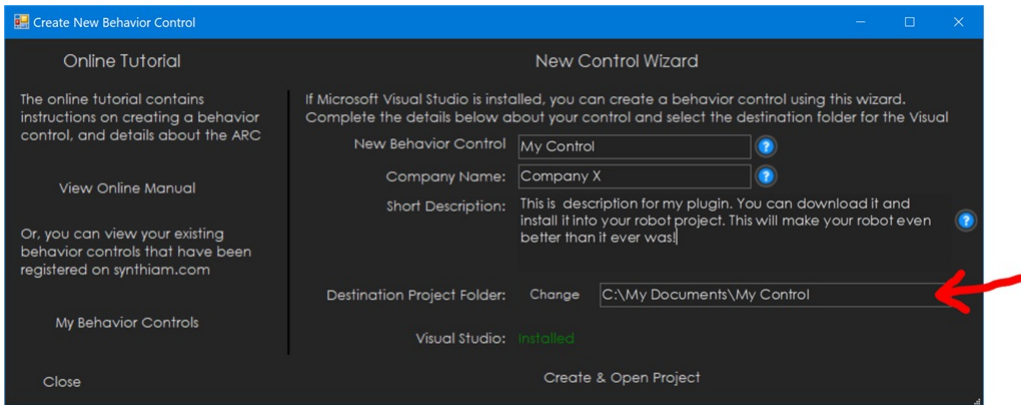 Create New Behavior Control
Online Tutorial
The online tutorial contains
instructions on creating a behavior
control, and details about the ARC
View Online Manual
Or, you can view your existing
behavior controls that have been
registered on synthiam.com
My Behavior Controls
Close
New Control Wizard
If Microsoft Visual Studio is installed, you can create a behavior control using this wizard.
Complete the details below about your control and select the destination folder for the Visual
New Behavior Control My Control ?
Company Name: Company X ?
Short Description: This is description for my plugin. You can download it and
install it into your robot project. This will make your robot even ?
better than it ever was!
Destination Project Folder: Change C:\My Documents\My Control
Visual Studio: Installed
Create & Open Project